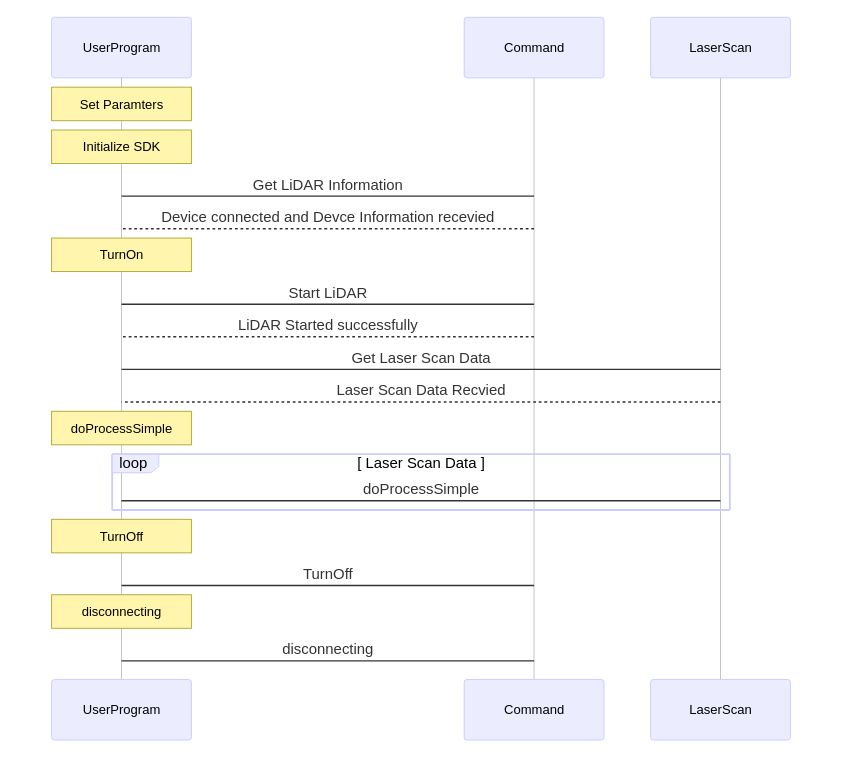 UserProgram
Command
LaserScan
Set Paramters
Initialize SDK
Get LiDAR Information
Device connected and Devce Information recevied
TurnOn
Start LiDAR
LiDAR Started successfully
Get Laser Scan Data
Laser Scan Data Recvied
doProcessSimple
loop
[ Laser Scan Data ]
doProcessSimple
TurnOff
TurnOff
disconnecting
disconnecting
UserProgram
Command
LaserScan